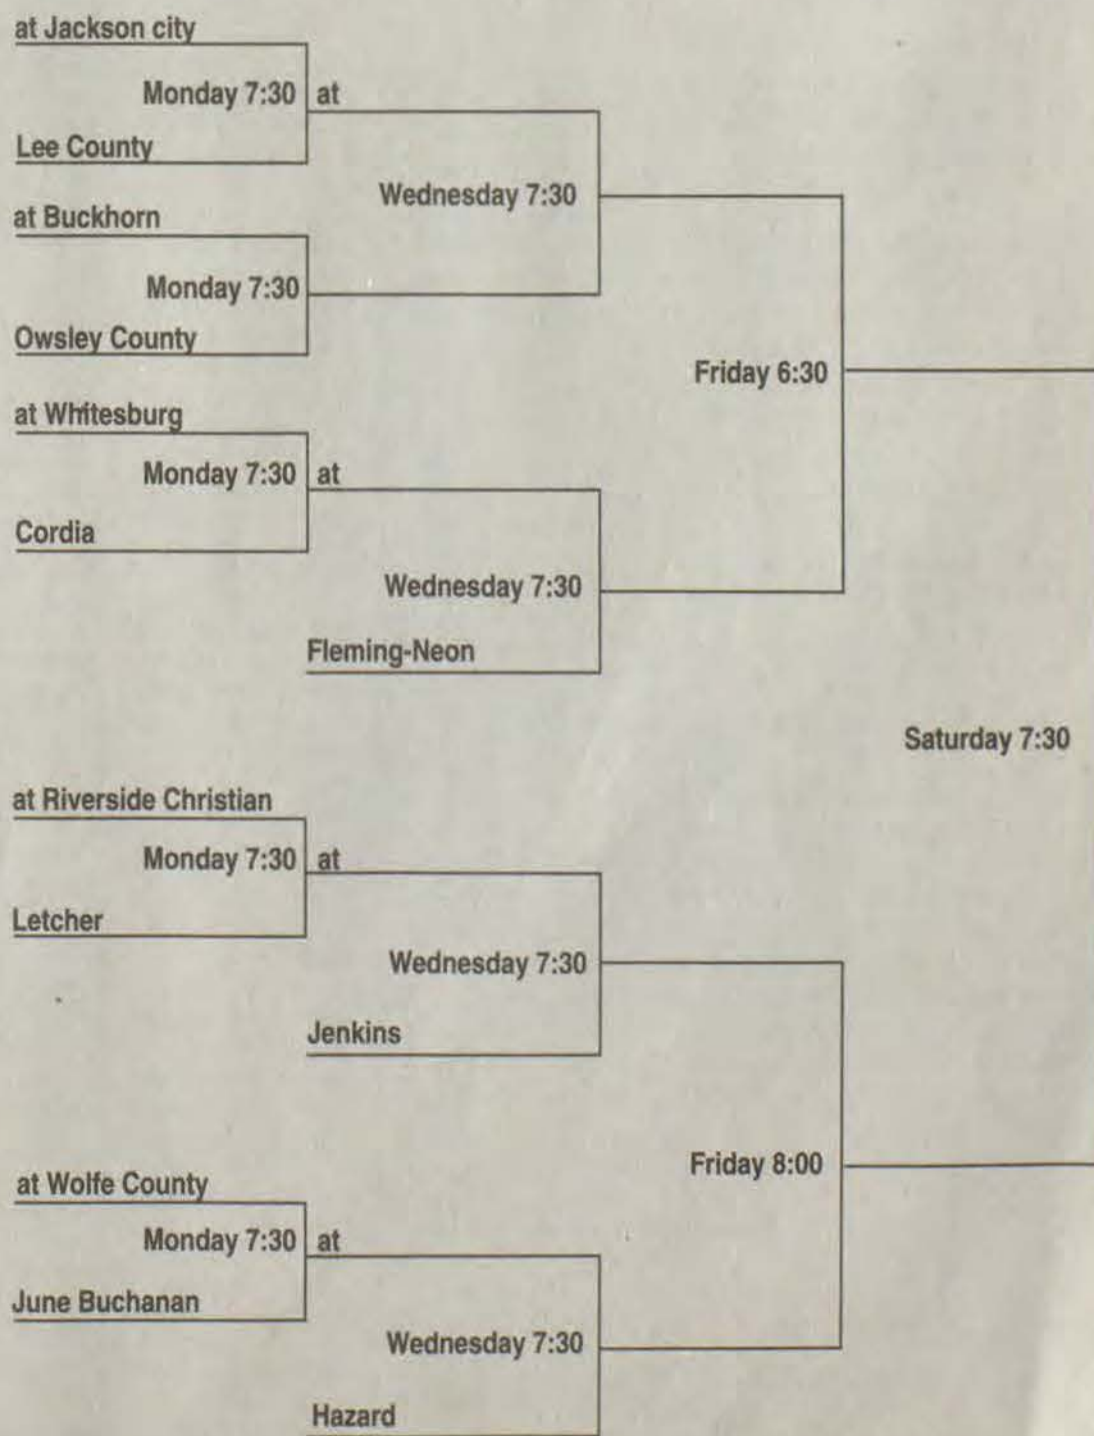 at Jackson city
Monday 7:30
at
Lee County
Wednesday 7:30
at Buckhorn
Monday 7:30
Owsley County
Friday 6:30
at Whitesburg
Monday 7:30
at
Cordia
Wednesday 7:30
Fleming-Neon
Saturday 7:30
at Riverside Christian
Monday 7:30
at
Letcher
Wednesday 7:30
Jenkins
Friday 8:00
at Wolfe County
Monday 7:30
at
June Buchanan
Wednesday 7:30
Hazard